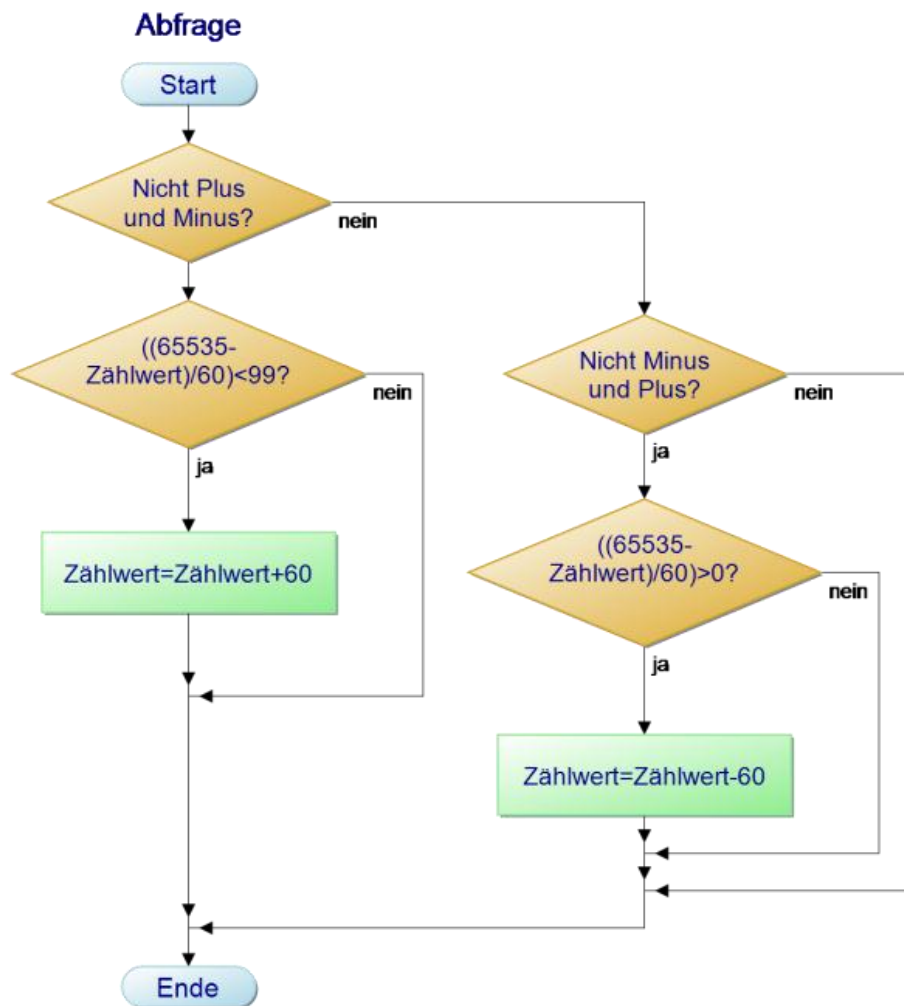 Abfrage
Start
Nicht Plus
und Minus?
nein
((65535-
Zählwert)/60)<99?
nein
ja
Zählwert=Zählwert+60
Nicht Minus
und Plus?
nein
ja
((65535-
Zählwert)/60)>0?
nein
ja
Zählwert=Zählwert-60
Ende